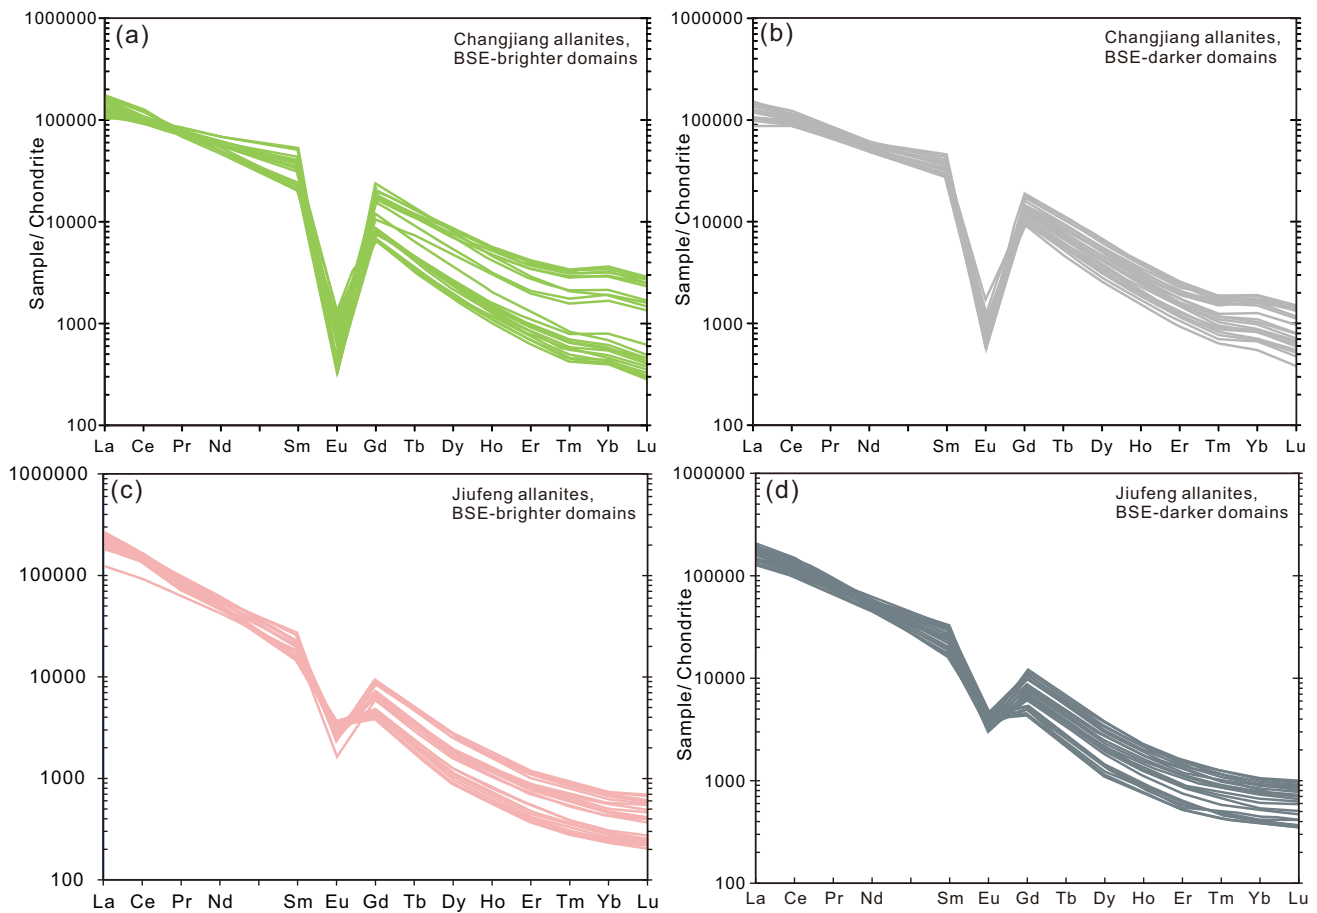 (a)
Changjiang allanites,
BSE-brighter domains
Sample/ Chondrite
1000000
100000
10000
1000
100
La Ce Pr Nd Sm Eu Gd Tb Dy Ho Er Tm Yb Lu
(b)
Changjiang allanites,
BSE-darker domains
Sample/ Chondrite
1000000
100000
10000
1000
100
La Ce Pr Nd Sm Eu Gd Tb Dy Ho Er Tm Yb Lu
(c)
Jiufeng allanites,
BSE-brighter domains
1000000
100000
10000
1000
100
La Ce Pr Nd Sm Eu Gd Tb Dy Ho Er Tm Yb Lu
(d)
Jiufeng allanites,
BSE-darker domains
Sample/ Chondrite
1000000
100000
10000
1000
100
La Ce Pr Nd Sm Eu Gd Tb Dy Ho Er Tm Yb Lu